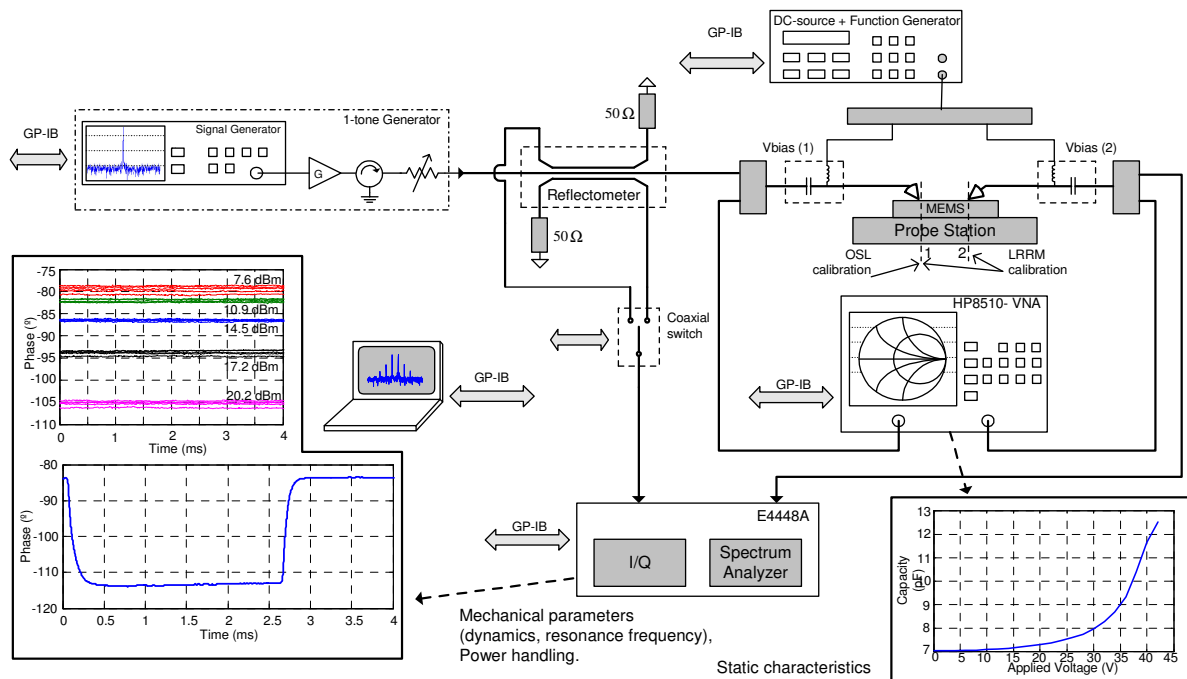 DC-source + Function Generator
GP-IB
50 Ω
1-tone Generator
Signal Generator
GP-IB
G
Reflectometer
50 Ω
Vbias (1)
Vbias (2)
MEMS
Probe Station
1
2
OSL
calibration
LRRM
calibration
HP8510- VNA
GP-IB
Coaxial
switch
GP-IB
-75
-80
-85
-90
-95
-100
-105
-110
Phase (º)
7.6 dBm
10.9 dBm
14.5 dBm
17.2 dBm
20.2 dBm
0 1 2 3 4
Time (ms)
-80
-90
-100
-110
-120
Phase (º)
0 0.5 1 1.5 2 2.5 3 3.5 4
Time (ms)
GP-IB
E4448A
I/Q
Spectrum
Analyzer
Mechanical parameters
(dynamics, resonance frequency),
Power handling.
Static characteristics
13
12
11
10
9
8
7
Capacity
(pF)
0 5 10 15 20 25 30 35 40 45
Applied Voltage (V)